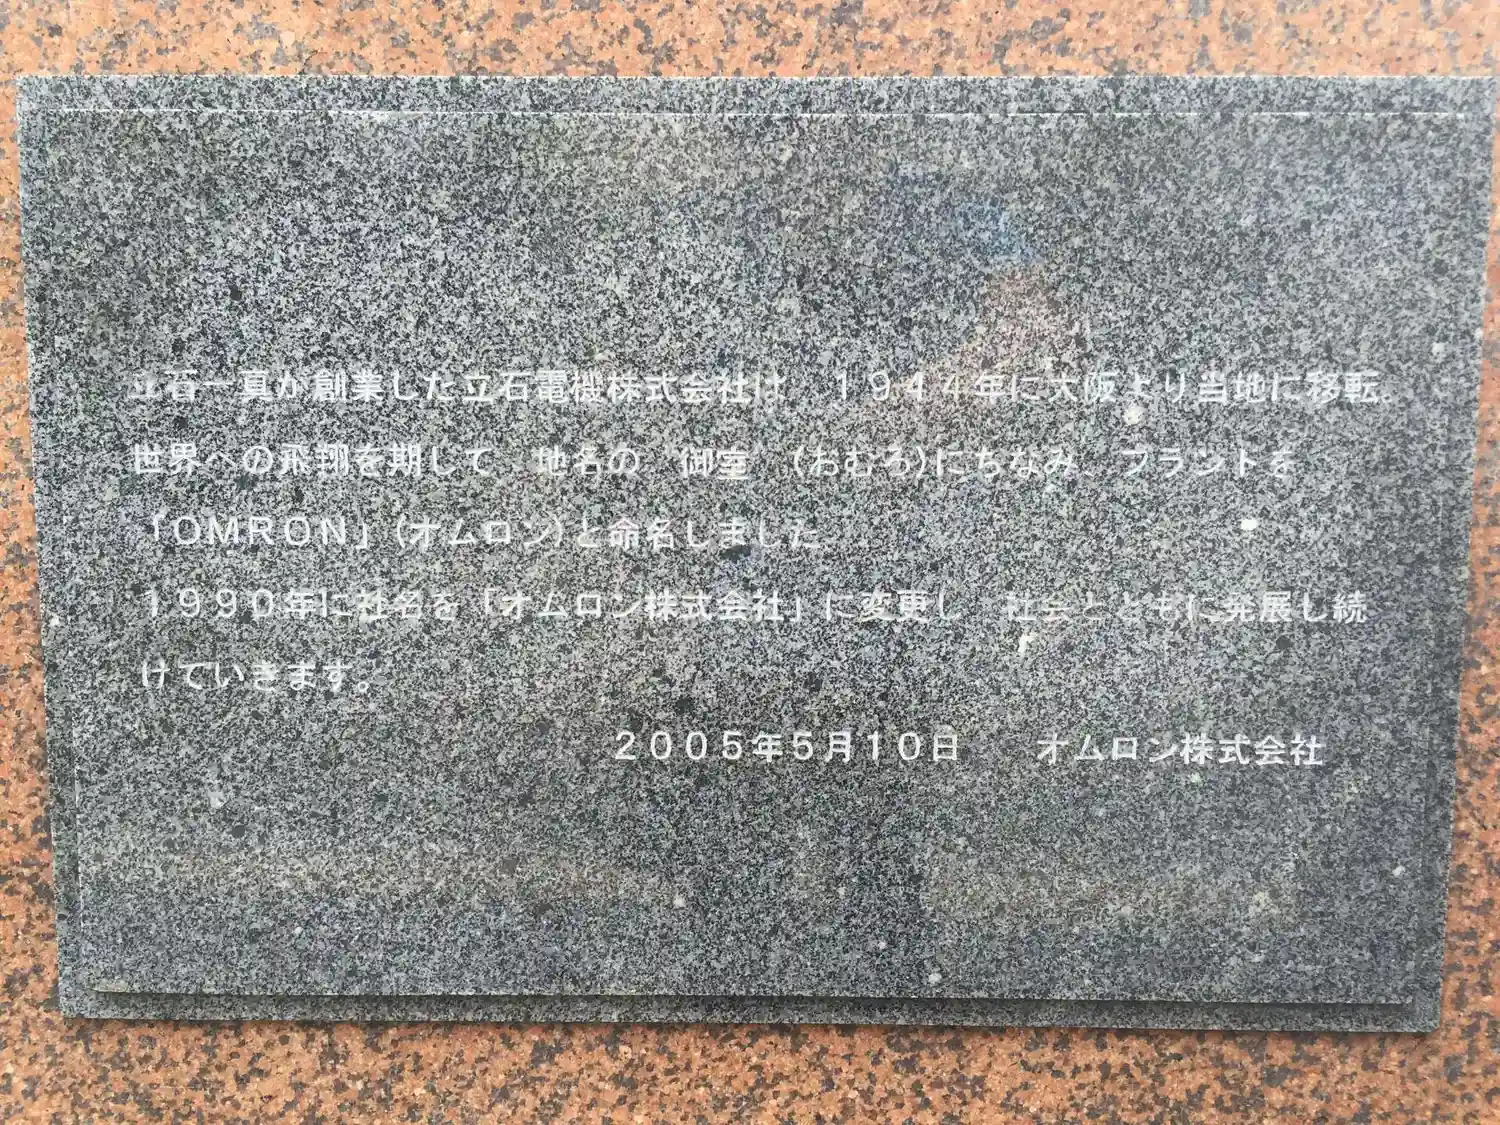 立石一真が創業した立石電機株式会社は　１９４４年に大阪より当地に移転。
世界への飛翔を期して　地名の　御室　(おむろ)にちなみ、ブランドを
「ＯＭＲＯＮ」(オムロン)と命名しました
１９９０年に社名を「オムロン株式会社」に変更し　社会とともに発展し続
けていきます。
２００５年５月１０日　　オムロン株式会社